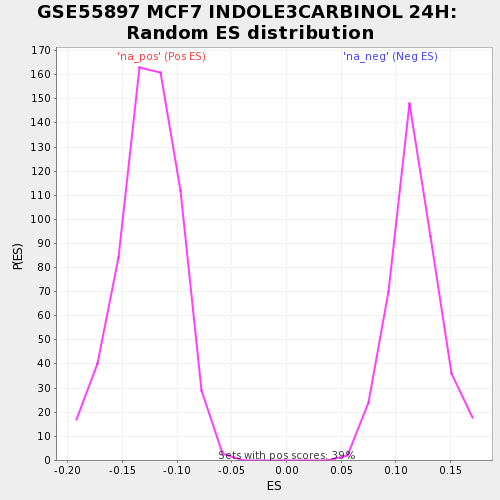 GSE55897 MCF7 INDOLE3CARBINOL 24H:
Random ES distribution
'na_pos' (Pos ES)
'na_neg' (Neg ES)
170
160
150
140
130
120
110
100
90
80
70
60
50
40
30
20
10
0
P(ES)
Sets with pos scores: 39%
-0.20 -0.15 -0.10 -0.05 0.00 0.05 0.10 0.15
ES